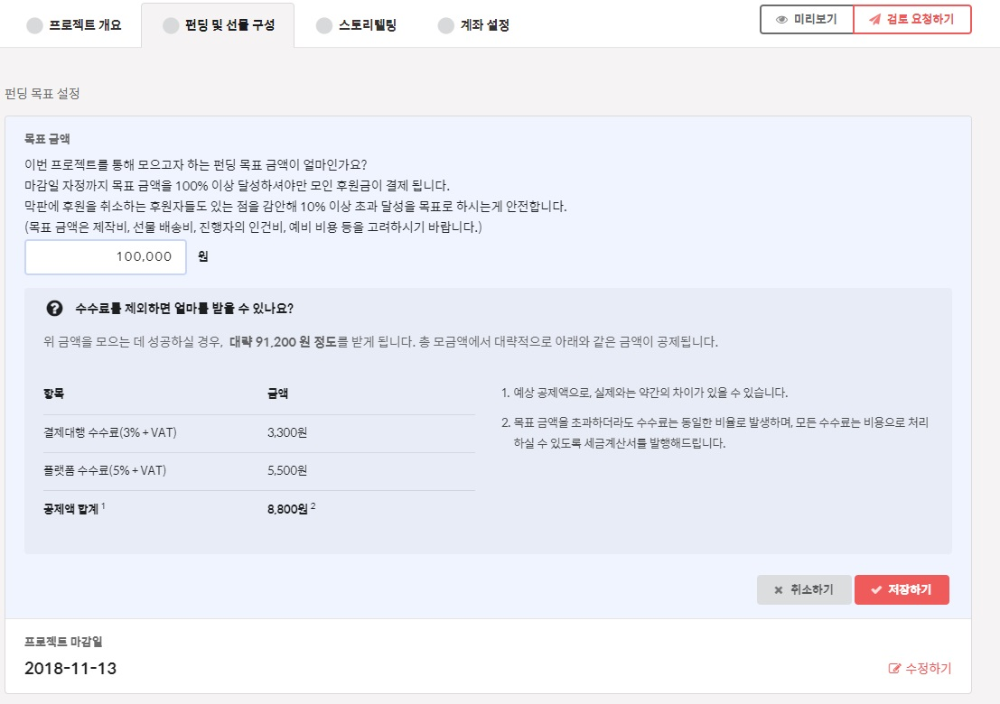 프로젝트 개요
펀딩 및 선물 구성
스토리텔링
계좌 설정
미리보기
검토 요청하기
펀딩 목표 설정
목표 금액
이번 프로젝트를 통해 모으고자 하는 펀딩 목표 금액이 얼마인가요?
마감일 자정까지 목표 금액을 100% 이상 달성하셔야만 모인 후원금이 결제 됩니다.
막판에 후원을 취소하는 후원자들도 있는 점을 감안해 10% 이상 초과 달성을 목표로 하시는게 안전합니다.
(목표 금액은 제작비, 선물 배송비, 진행자의 인건비, 예비 비용 등을 고려하시기 바랍니다.)
100,000 원
수수료를 제외하면 얼마를 받을 수 있나요?
위 금액을 모으는 데 성공하실 경우, 대략 91,200 원 정도를 받게 됩니다. 총 모금액에서 대략적으로 아래와 같은 금액이 공제됩니다.
항목 금액
결제대행 수수료(3% + VAT) 3,300원
플랫폼 수수료(5% + VAT) 5,500원
공제액 합계 1 8,800원 2
1. 예상 공제액으로, 실제와는 약간의 차이가 있을 수 있습니다.
2. 목표 금액을 초과하더라도 수수료는 동일한 비율로 발생하며, 모든 수수료는 비용으로 처리
하실 수 있도록 세금계산서를 발행해드립니다.
취소하기
저장하기
프로젝트 마감일
2018-11-13
수정하기